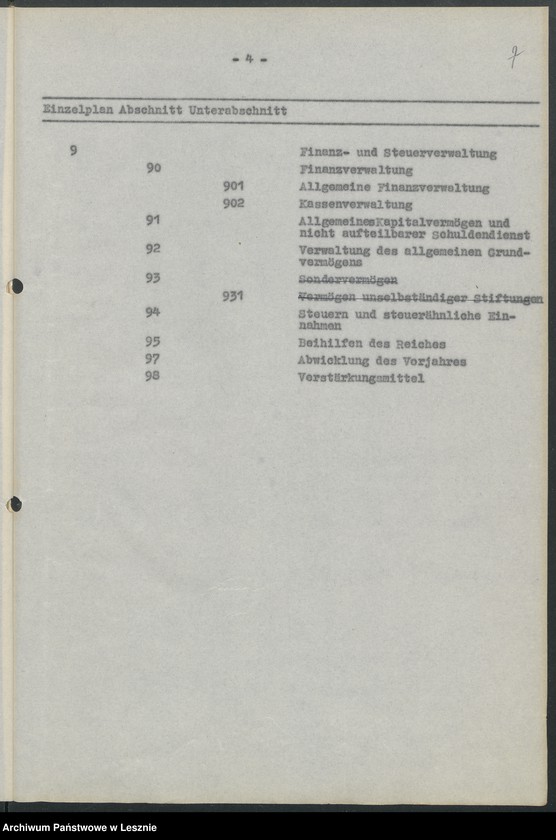 - 4 -
7
Einzelplan Abschnitt Unterabschnitt
9 Finanz- und Steuerverwaltung
90 Finanzverwaltung
901 Allgemeine Finanzverwaltung
902 Kassenverwaltung
91 AllgemeinesKapitalvermögen und
nicht aufteilbarer Schuldendienst
92 Verwaltung des allgemeinen Grund-
vermögens
93 Sondervermögen
931 Vermögen unselbständiger Stiftungen
94 Steuern und steuerähnliche Ein-
nahmen
95 Beihilfen des Reiches
97 Abwicklung des Vorjahres
98 Verstärkungsmittel
Archiwum Państwowe w Lesznie